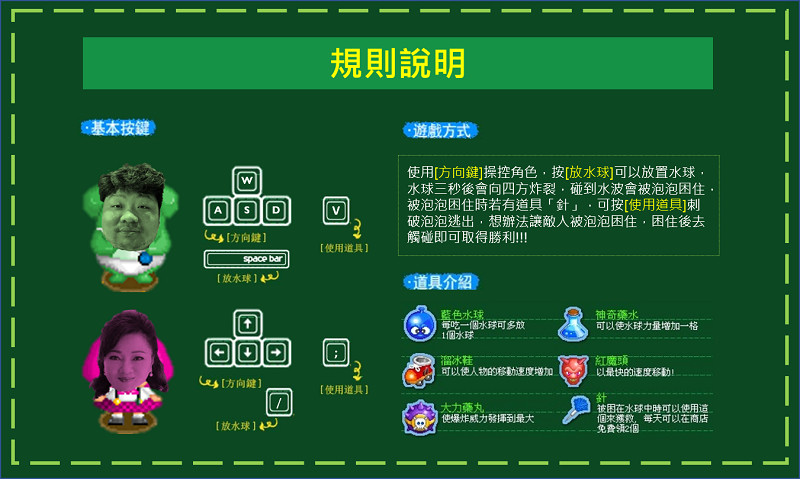 規則說明
·基本按鍵
W
A S D
[方向鍵]
space bar
[放水球]
V
[使用道具]
[方向鍵]
/
[放水球]
;
[使用道具]
·遊戲方式
使用[方向鍵]操控角色，按[放水球]可以放置水球，
水球三秒後會向四方炸裂，碰到水波會被泡泡困住，
被泡泡困住時若有道具「針」，可按[使用道具]刺
破泡泡逃出，想辦法讓敵人被泡泡困住，困住後去
觸碰即可取得勝利!!!
·道具介紹
藍色水球
每吃一個水球可多放
1個水球
神奇藥水
可以使水球力量增加一格
溜冰鞋
可以使人物的移動速度增加
紅魔頭
以最快的速度移動!
大力藥丸
使爆炸威力發揮到最大
針
被困在水球中時可以使用這
個來獲救, 每天可以在商店
免費領2個